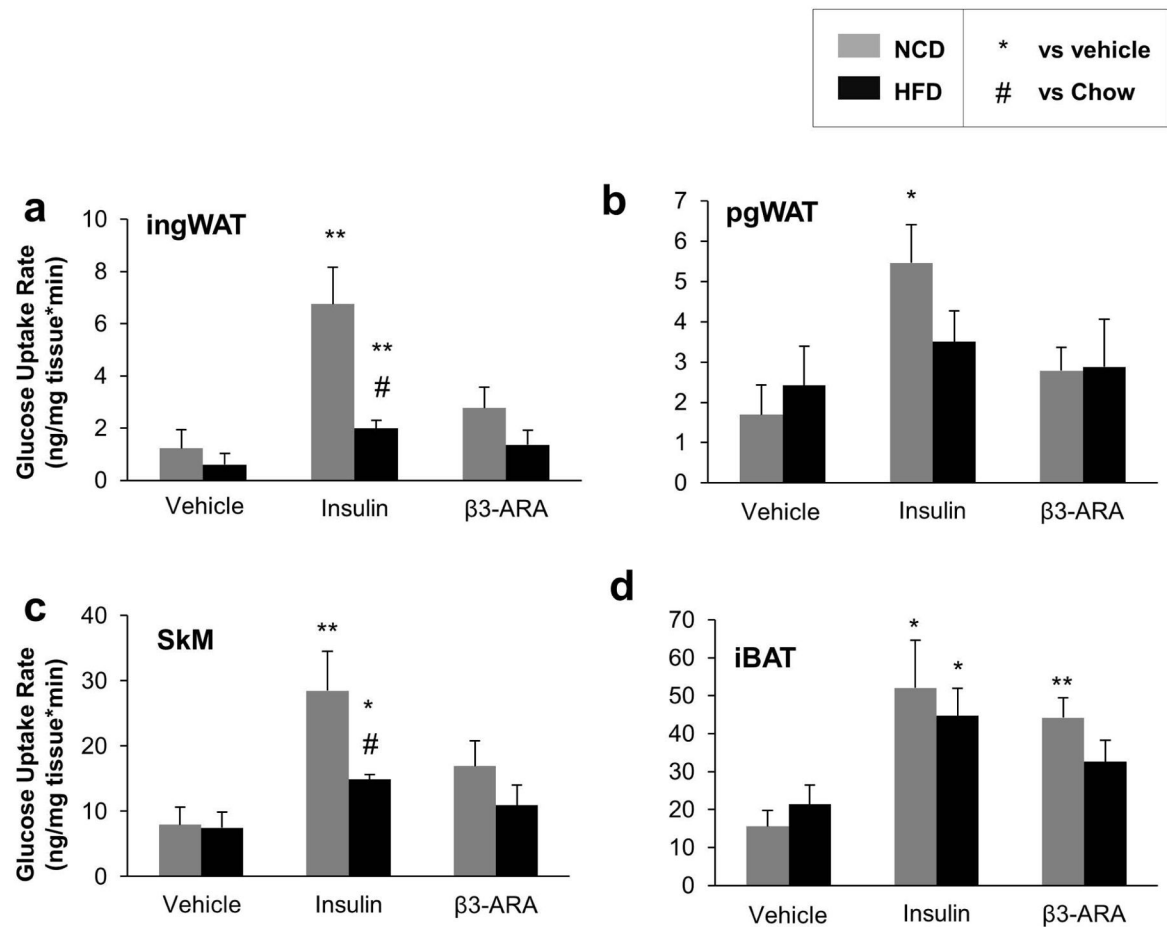 NCD * vs vehicle
HFD # vs Chow
a ingWAT
Glucose Uptake Rate
(ng/mg tissue*min)
10
8
6
4
2
0
**
**
#
Vehicle Insulin β3-ARA
b pgWAT
7
6
5
4
3
2
1
0
*
Vehicle Insulin β3-ARA
c SkM
Glucose Uptake Rate
(ng/mg tissue*min)
40
30
20
10
0
**
*
#
Vehicle Insulin β3-ARA
d iBAT
70
60
50
40
30
20
10
0
*
*
**
Vehicle Insulin β3-ARA